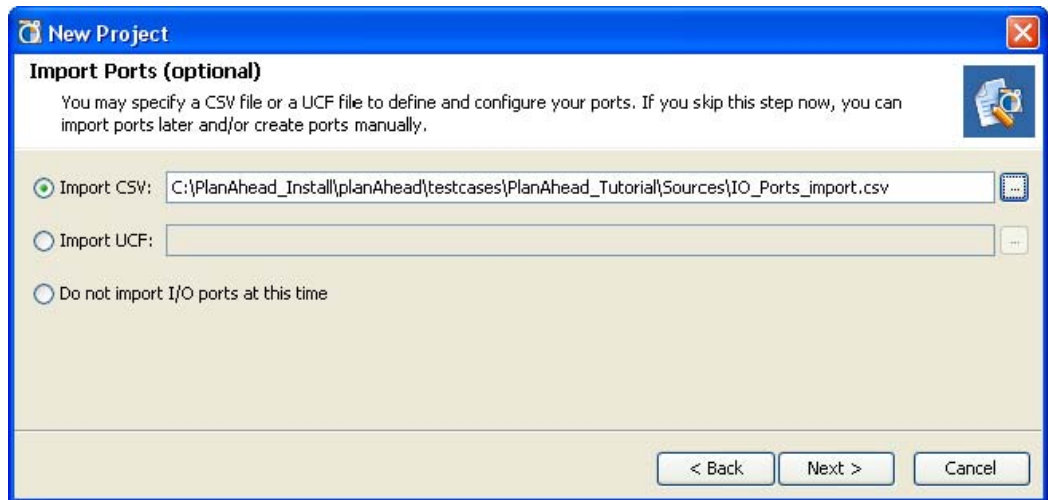 New Project
Import Ports (optional)
You may specify a CSV file or a UCF file to define and configure your ports. If you skip this step now, you can
import ports later and/or create ports manually.
Import CSV: C:\PlanAhead_Install\planAhead\testcases\PlanAhead_Tutorial\Sources\IO_Ports_import.csv ...
Import UCF: ...
Do not import I/O ports at this time
< Back Next > Cancel